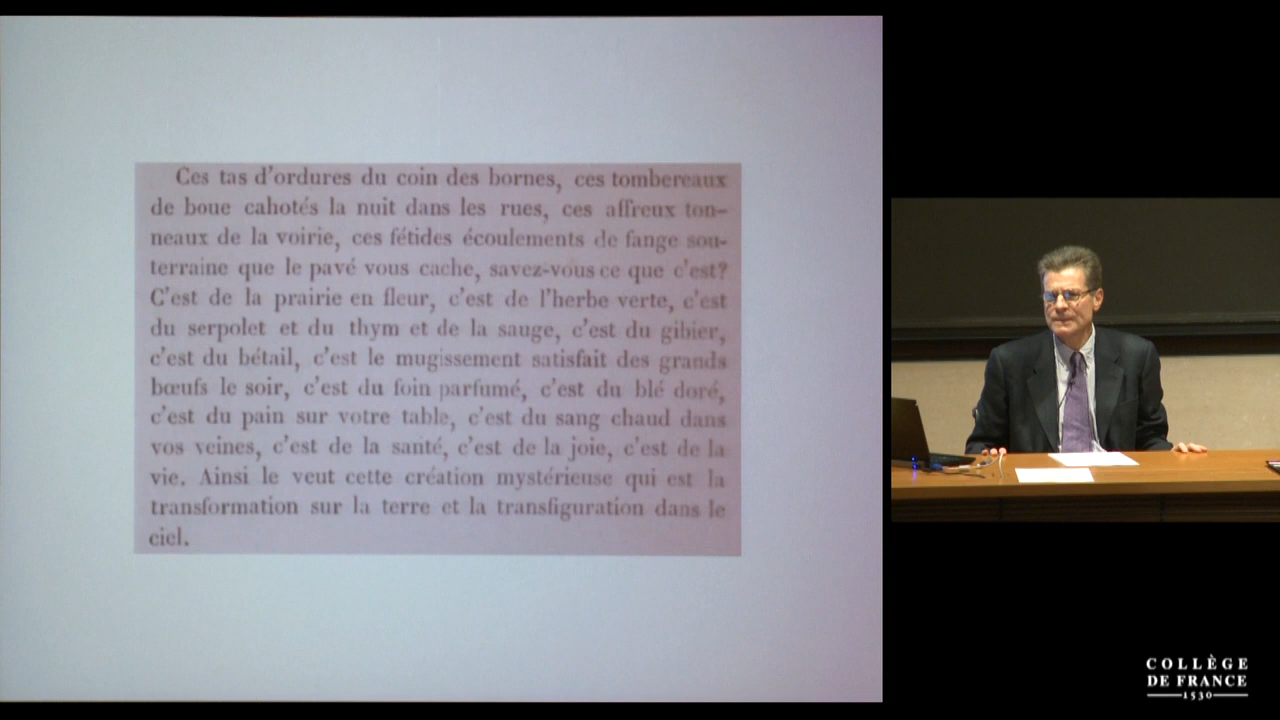 Ces tas d'ordures du coin des bornes, ces tombereaux
de boue cahotés la nuit dans les rues, ces affreux ton-
neaux de la voirie, ces fétides écoulements de fange sou-
terraine que le pavé vous cache, savez-vous ce que c'est?
C'est de la prairie en fleur, c'est de l'herbe verte, c'est
du serpolet et du thym et de la sauge, c'est du gibier,
c'est du bétail, c'est le mugissement satisfait des grands
bœufs le soir, c'est du foin parfumé, c'est du blé doré,
c'est du pain sur votre table, c'est du sang chaud dans
vos veines, c'est de la santé, c'est de la joie, c'est de la
vie. Ainsi le veut cette création mystérieuse qui est la
transformation sur la terre et la transfiguration dans le
ciel.
COLLÈGE
DE FRANCE
1530